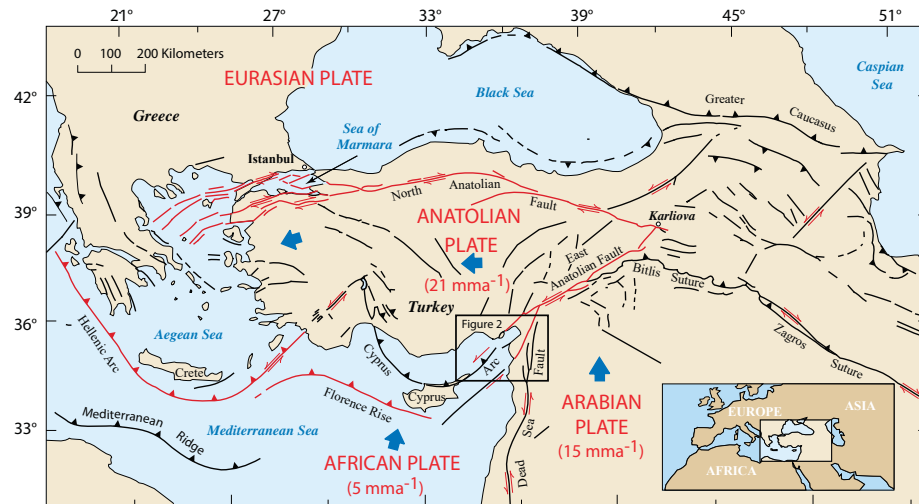 21°
27°
33°
39°
45°
51°
0 100 200 Kilometers
EURASIAN PLATE
Caspian
Sea
Black Sea
42°
Greater
Caucasus
Greece
Sea of
Marmara
Istanbul
North
Anatolian
Fault
39°
ANATOLIAN
PLATE
(21 mma⁻¹)
Karliova
East
Anatolian Fault
Bitlis
Suture
Turkey
36°
Figure 2
Aegean Sea
Hellenic Arc
Crete
Cyprus
Arc
Fault
Zagros
Suture
Cyprus
Florence Rise
Mediterranean
Ridge
33°
Mediterranean Sea
Sea
Dead
ARABIAN
PLATE
(15 mma⁻¹)
AFRICAN PLATE
(5 mma⁻¹)
EUROPE
ASIA
AFRICA